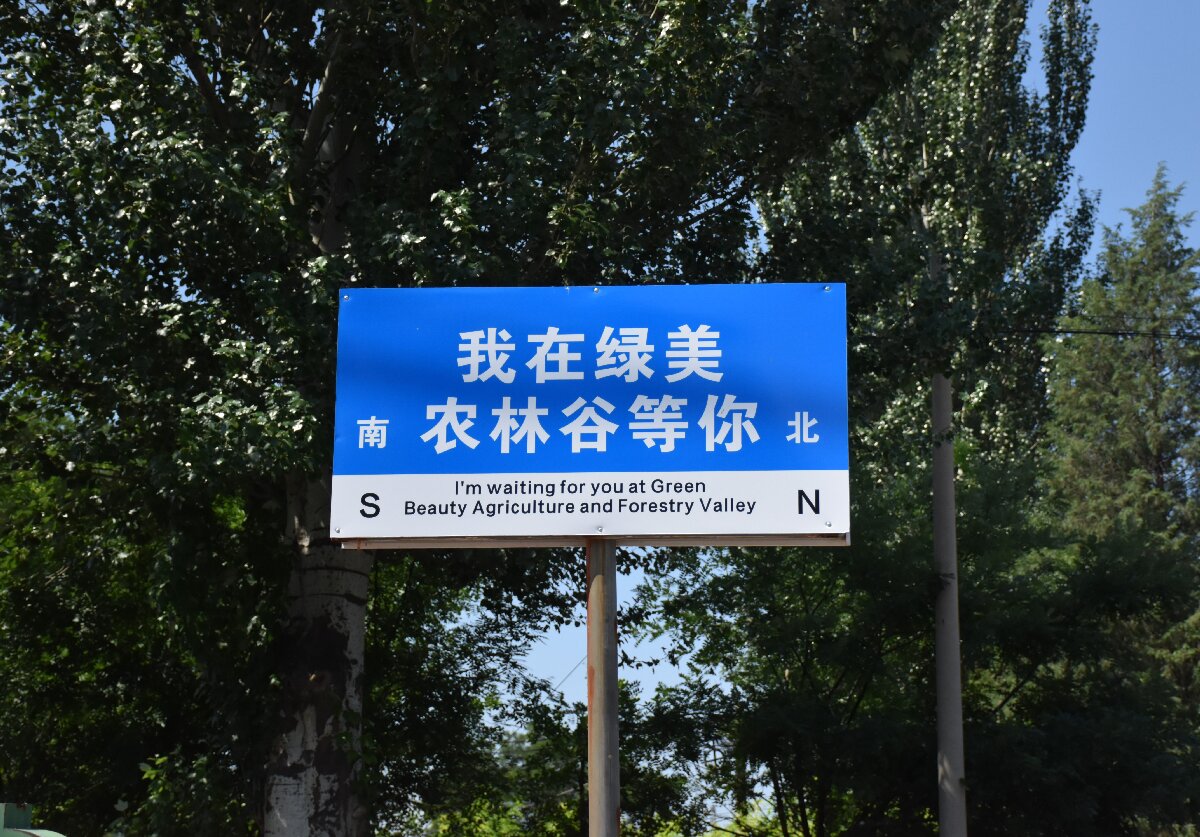 我在绿美
南 农林谷等你 北
I'm waiting for you at Green
S Beauty Agriculture and Forestry Valley N